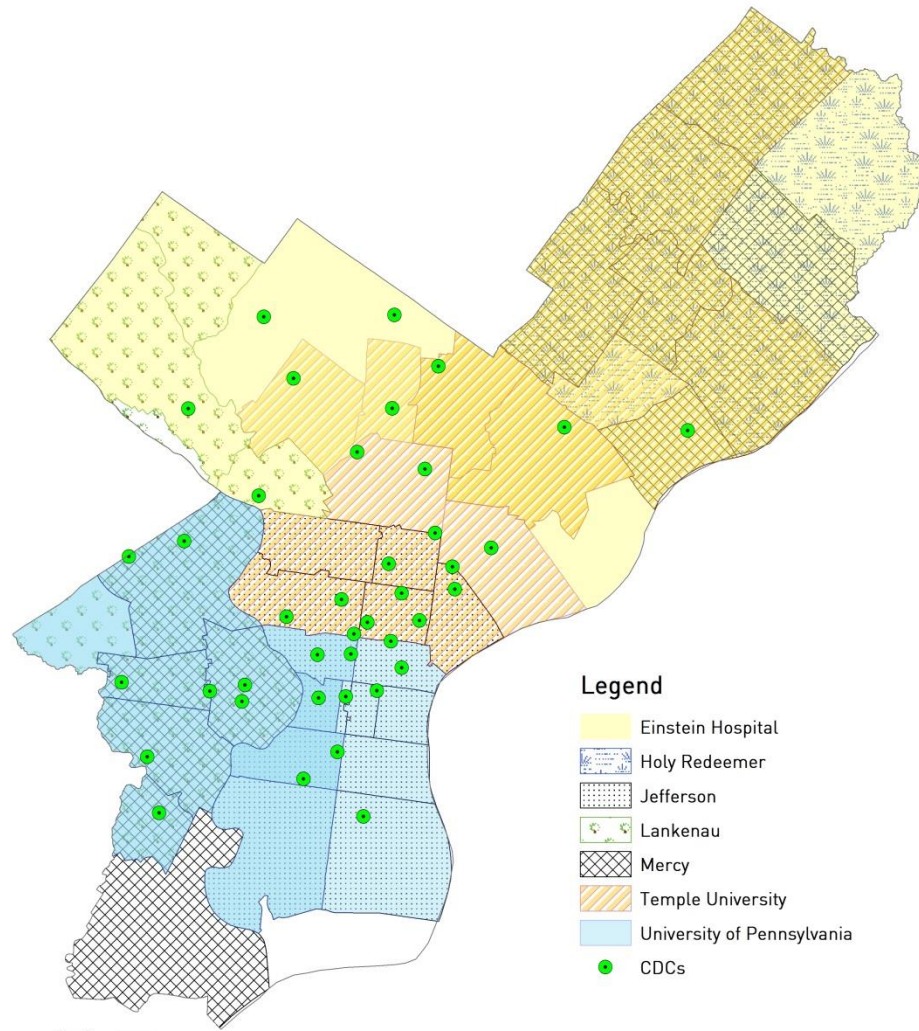 Legend
Einstein Hospital
Holy Redeemer
Jefferson
Lankenau
Mercy
Temple University
University of Pennsylvania
CDCs